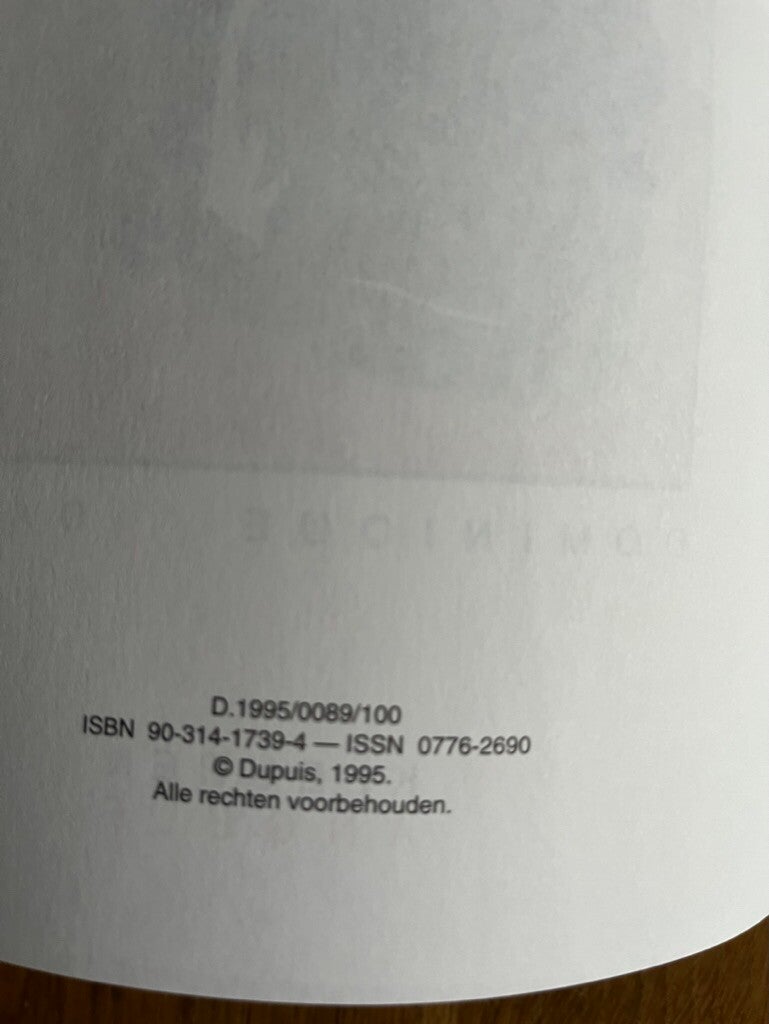 D.1995/0089/100
ISBN 90-314-1739-4 — ISSN 0776-2690
© Dupuis, 1995.
Alle rechten voorbehouden.